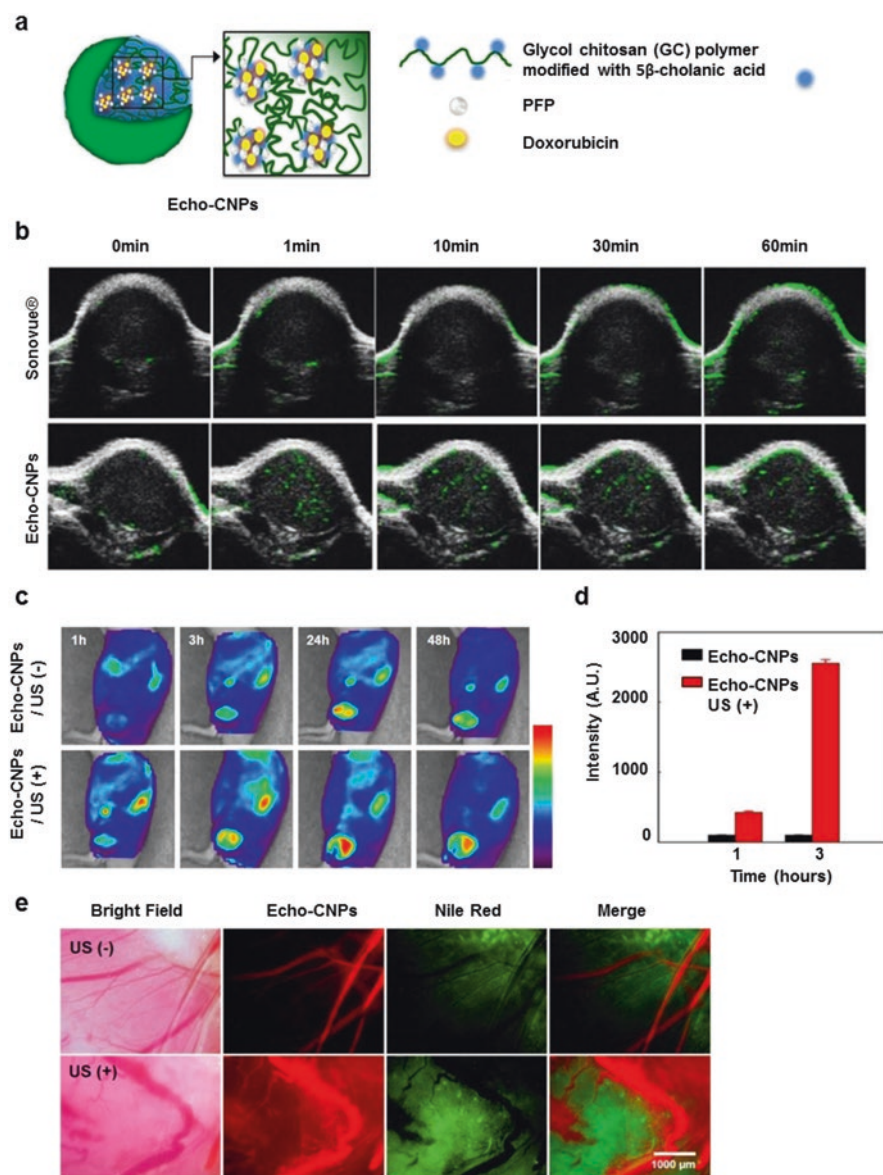 a
Glycol chitosan (GC) polymer
modified with 5β-cholanic acid
PFP
Doxorubicin
Echo-CNPs
b
0min 1min 10min 30min 60min
Sonovue®
Echo-CNPs
c
1h 3h 24h 48h
Echo-CNPs
/ US (-)
Echo-CNPs
/ US (+)
d
3000
2000
1000
0
Intensity (A.U.)
Echo-CNPs
Echo-CNPs
US (+)
1 3
Time (hours)
e
Bright Field Echo-CNPs Nile Red Merge
US (-)
US (+)
1000 µm